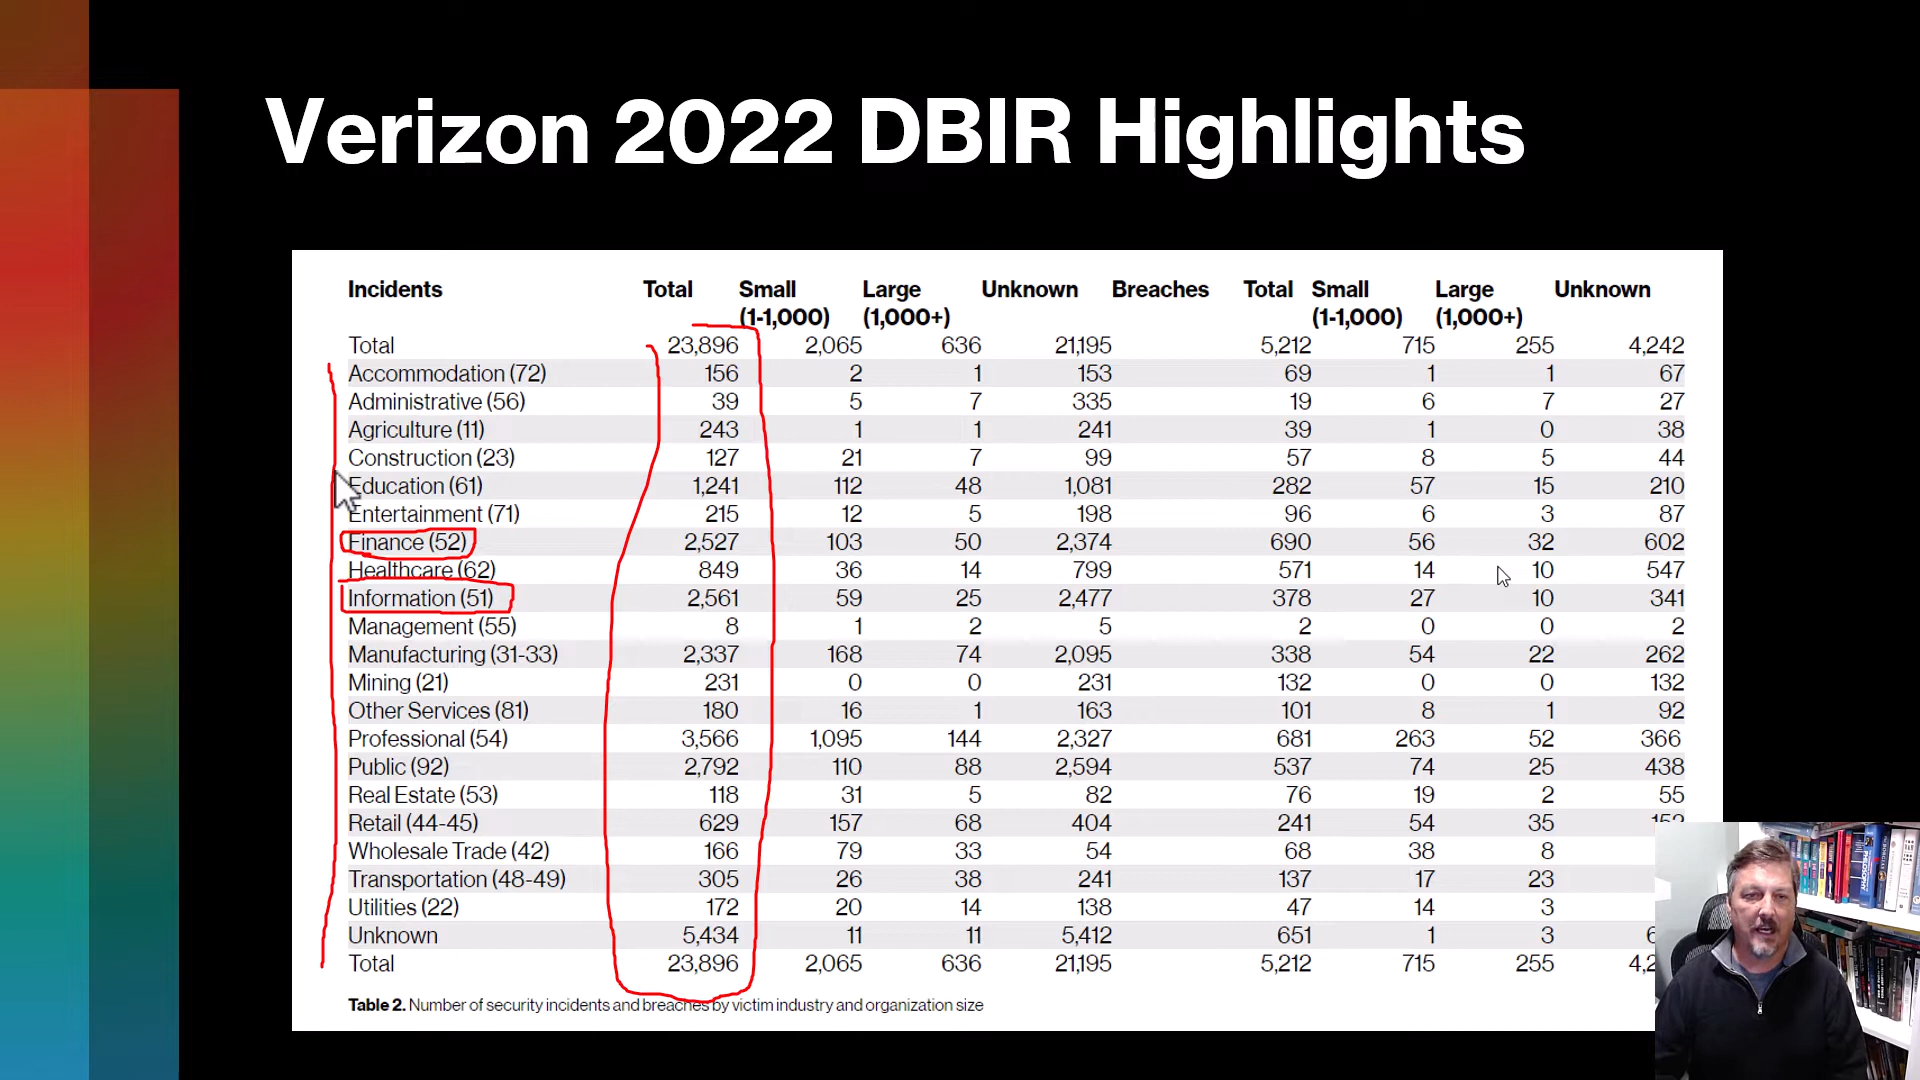 Verizon 2022 DBIR Highlights
Incidents Total Small (1-1,000) Large (1,000+) Unknown Breaches Total Small (1-1,000) Large (1,000+) Unknown
Total 23,896 2,065 636 21,195 5,212 715 255 4,242
Accommodation (72) 156 2 1 153 69 1 1 67
Administrative (56) 39 5 7 335 19 6 7 27
Agriculture (11) 243 1 1 241 39 1 0 38
Construction (23) 127 21 7 99 57 8 5 44
Education (61) 1,241 112 48 1,081 282 57 15 210
Entertainment (71) 215 12 5 198 96 6 3 87
Finance (52) 2,527 103 50 2,374 690 56 32 602
Healthcare (62) 849 36 14 799 571 14 10 547
Information (51) 2,561 59 25 2,477 378 27 10 341
Management (55) 8 1 2 5 2 0 0 2
Manufacturing (31-33) 2,337 168 74 2,095 338 54 22 262
Mining (21) 231 0 0 231 132 0 0 132
Other Services (81) 180 16 1 163 101 8 1 92
Professional (54) 3,566 1,095 144 2,327 681 263 52 366
Public (92) 2,792 110 88 2,594 537 74 25 438
Real Estate (53) 118 31 5 82 76 19 2 55
Retail (44-45) 629 157 68 404 241 54 35
Wholesale Trade (42) 166 79 33 54 68 38 8
Transportation (48-49) 305 26 38 241 137 17 23
Utilities (22) 172 20 14 138 47 14 3
Unknown 5,434 11 11 5,412 651 1 3
Total 23,896 2,065 636 21,195 5,212 715 255
Table 2. Number of security incidents and breaches by victim industry and organization size